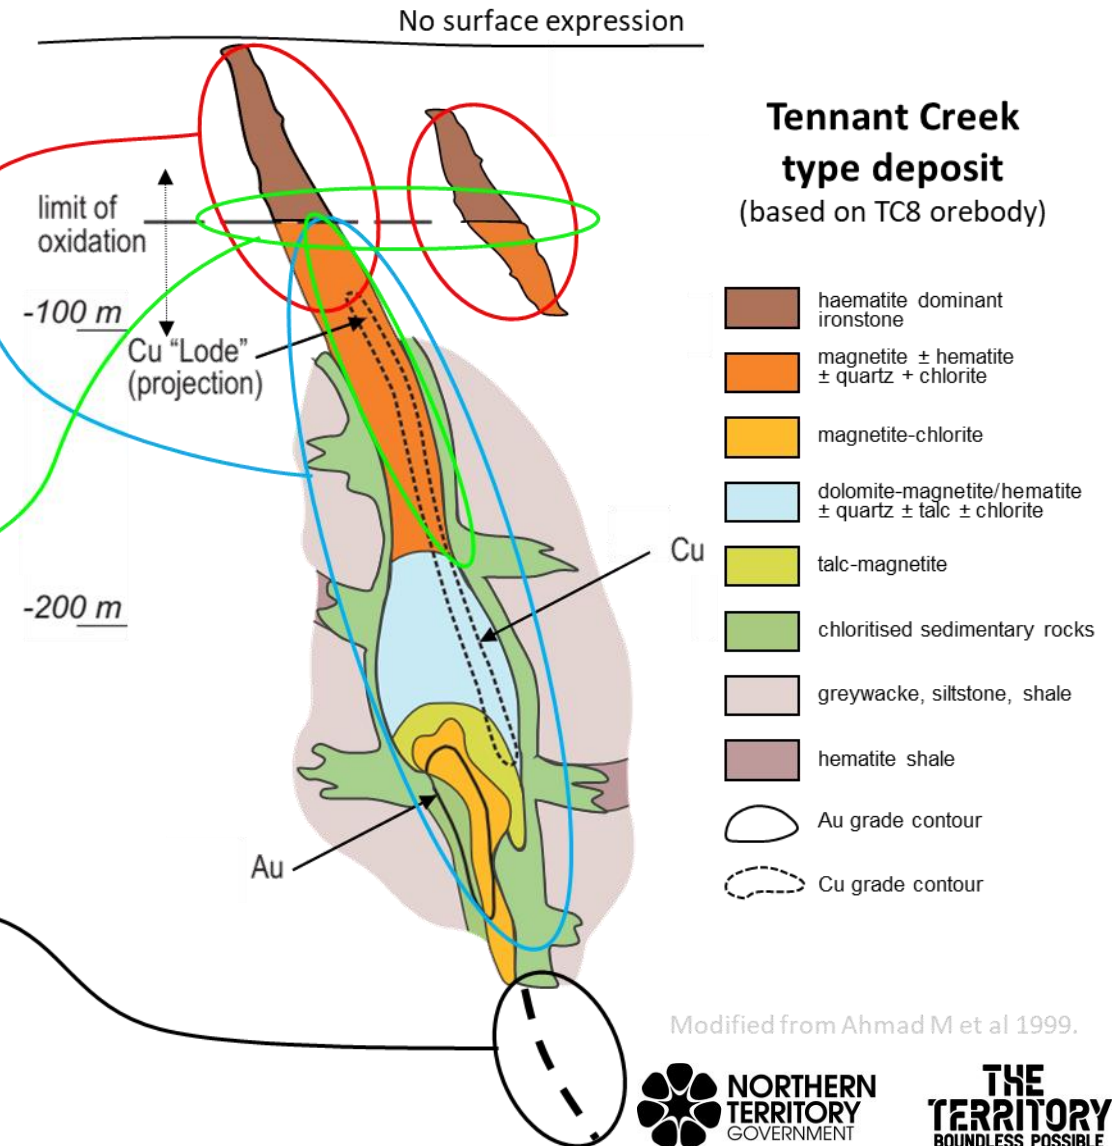 No surface expression
Tennant Creek
type deposit
(based on TC8 orebody)
limit of
oxidation
-100 m
Cu “Lode”
(projection)
-200 m
Cu
Au
haematite dominant
ironstone
magnetite ± hematite
± quartz + chlorite
magnetite-chlorite
dolomite-magnetite/hematite
± quartz ± talc ± chlorite
talc-magnetite
chloritised sedimentary rocks
greywacke, siltstone, shale
hematite shale
Au grade contour
Cu grade contour
Modified from Ahmad M et al 1999.
NORTHERN
TERRITORY
GOVERNMENT
THE
TERRITORY
BOUNDLESS POSSIBLE